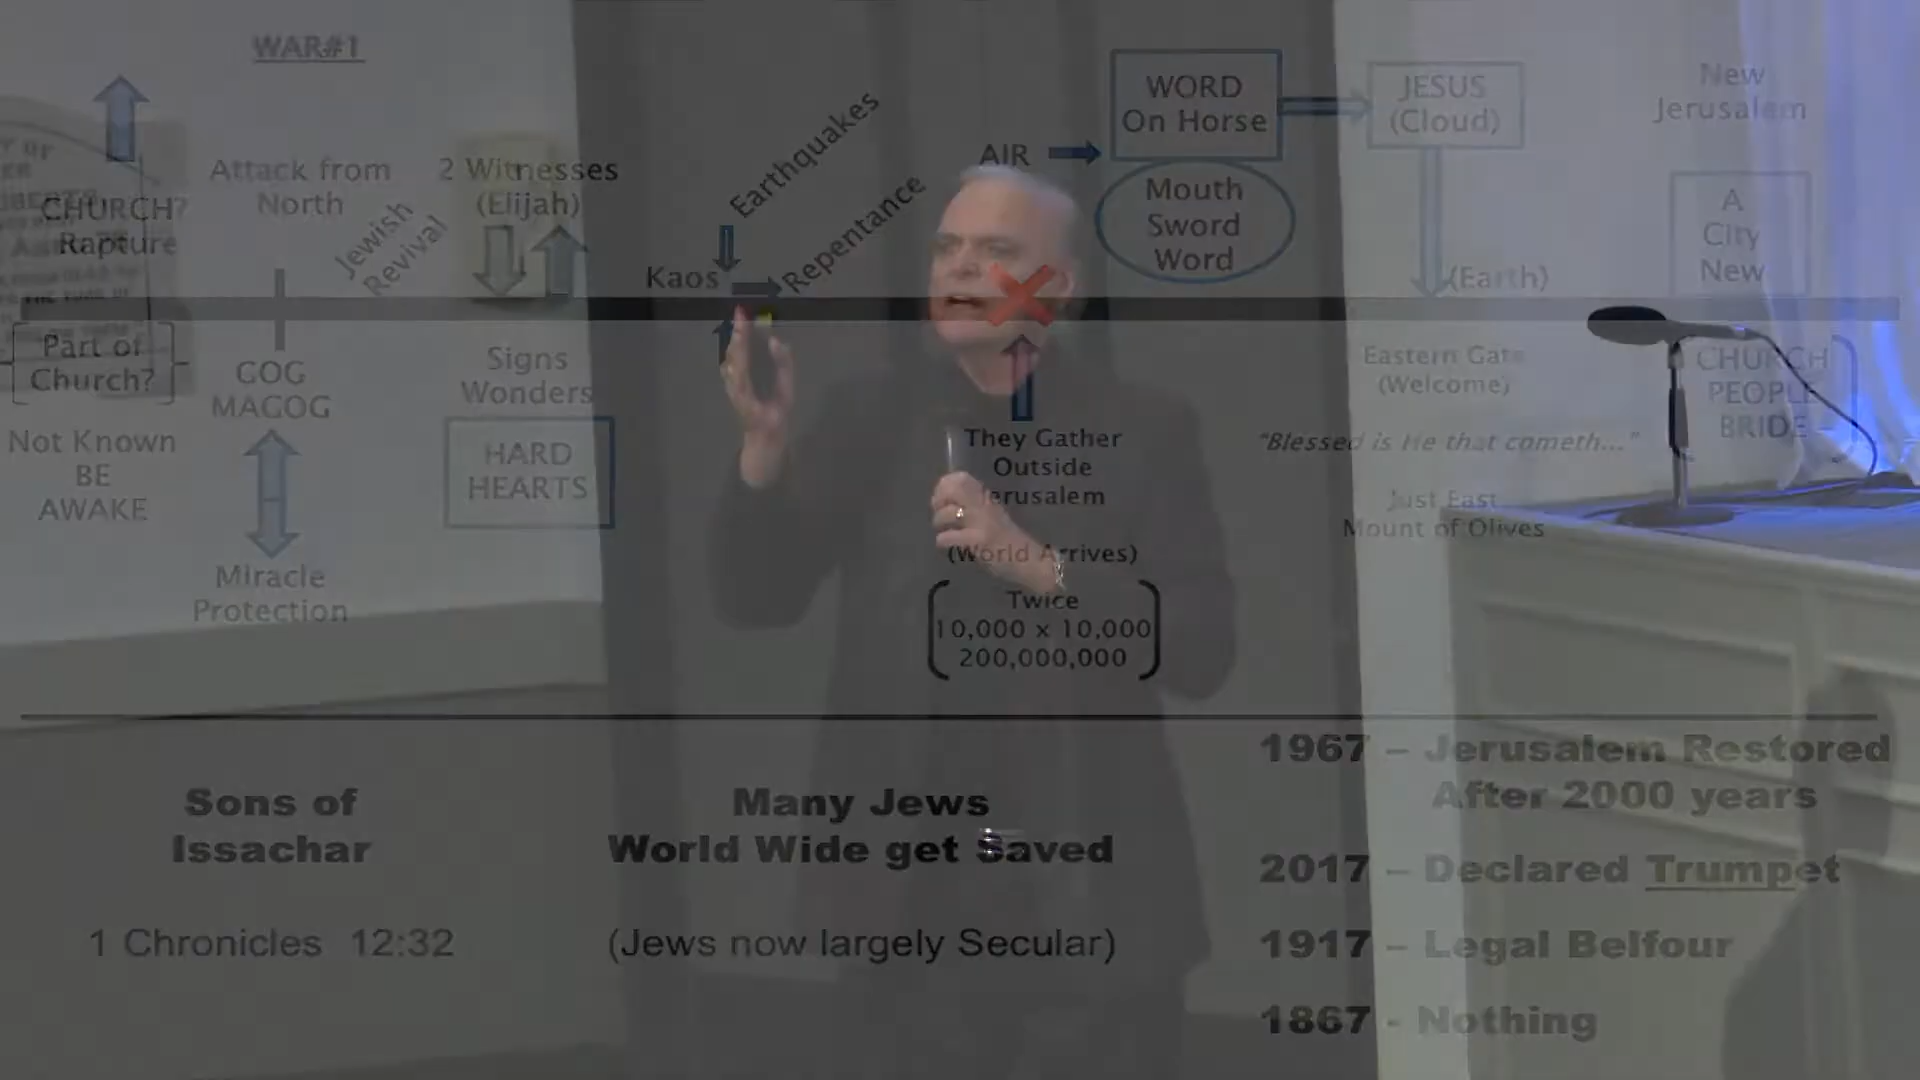 WAR#1
CHURCH?
Rapture
Attack from
North
Jewish
Revival
2 Witnesses
(Elijah)
Kaos
Earthquakes
Repentance
AIR
WORD
On Horse
Mouth
Sword
Word
JESUS
(Cloud)
(Earth)
New
Jerusalem
A
City
New
Part of
Church?
Not Known
BE
AWAKE
GOG
MAGOG
Miracle
Protection
Signs
Wonders
HARD
HEARTS
They Gather
Outside
Jerusalem
(World Arrives)
Twice
10,000 x 10,000
200,000,000
Eastern Gate
(Welcome)
"Blessed is He that cometh..."
Just East
Mount of Olives
CHURCH
PEOPLE
BRIDE
Sons of
Issachar
1 Chronicles 12:32
Many Jews
World Wide get Saved
(Jews now largely Secular)
1967 – Jerusalem Restored
After 2000 years
2017 – Declared Trumpet
1917 – Legal Belfour
1867 - Nothing